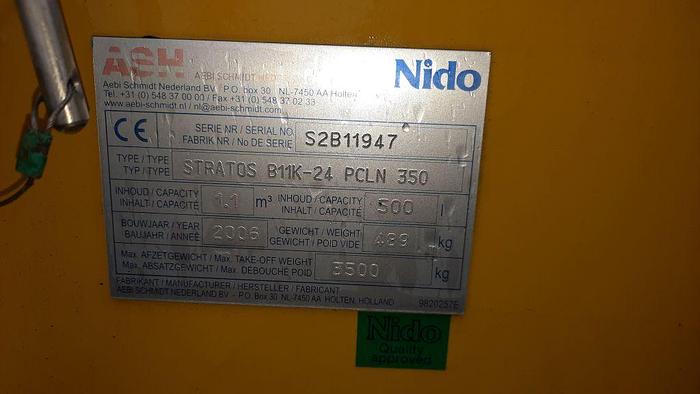 ASH
Nido
AEBI SCHMIDT
Aebi Schmidt Nederland BV P.O. box 30 NL-7450 AA Holten
Tel. +31 (0) 548 37 00 00 / Fax +31 (0) 548 37 02 33
www.aebi-schmidt.nl / nl@aebi-schmidt.com
CE
SERIE NR / SERIAL NO.
FABRIK NR / No DE SERIE
S2B11947
TYPE / TYPE
TYP / TYPE
STRATOS B11K-24 PCLN 350
INHOUD / CAPACITY
INHALT / CAPACITÉ
1.1 m³
INHOUD / CAPACITY
INHALT / CAPACITÉ
500 l
BOUWJAAR / YEAR
BAUJAHR / ANNÉE
2006
GEWICHT / WEIGHT
GEWICHT / POID VIDE
489 kg
Max. AFZETGEWICHT / Max. TAKE-OFF WEIGHT
Max. ABSATZGEWICHT / Max. DEBOUCHE POID
3500 kg
FABRIKANT / MANUFACTURER / HERSTELLER / FABRICANT
AEBI SCHMIDT NEDERLAND BV - P.O. Box 30 NL-7450 AA HOLTEN, HOLLAND
9820257E
Nido
Quality
approved